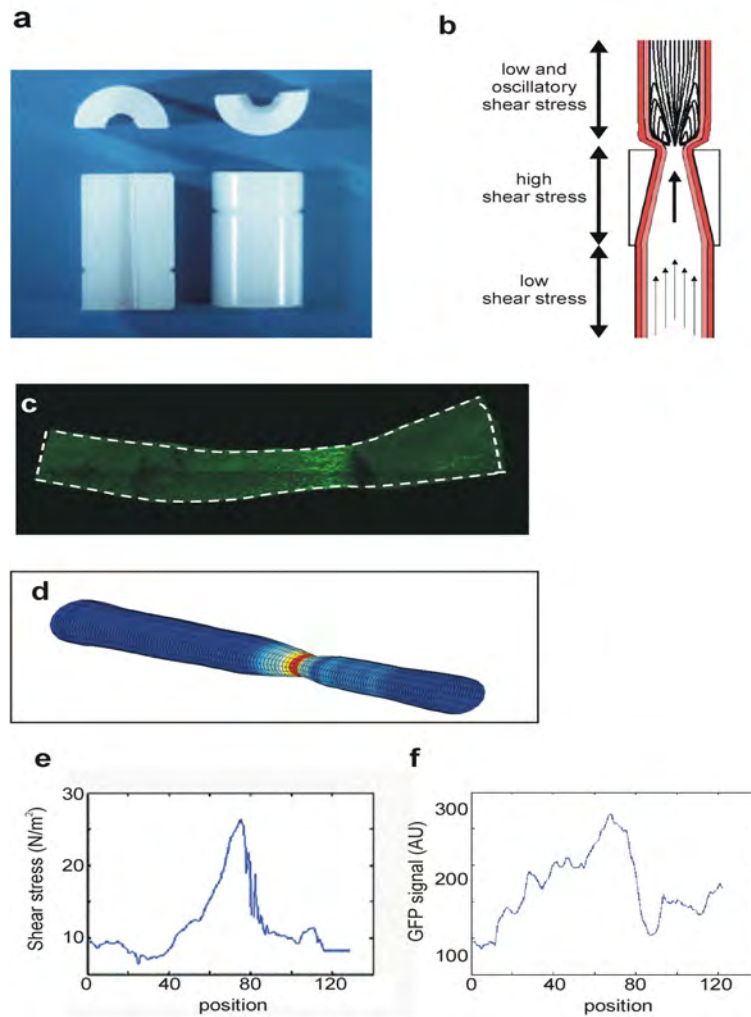 a
b
low and
oscillatory
shear stress
high
shear stress
low
shear stress
c
d
e
f
30
20
10
0
40
80
120
Shear stress (N/m²)
position
300
200
100
0
40
80
120
GFP signal (AU)
position